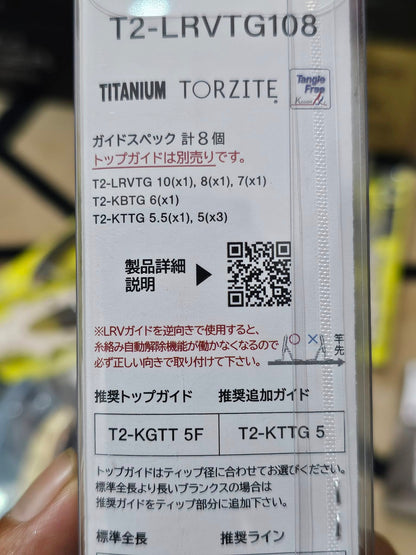 T2-LRVTG108
TITANIUM TORZITE
Tangle
Free
ガイドスペック 計8個
トップガイドは別売りです。
T2-LRVTG 10(x1), 8(x1), 7(x1)
T2-KBTG 6(x1)
T2-KTTG 5.5(x1), 5(x3)
製品詳細
説明
※LRVガイドを逆向きで使用すると、
糸絡み自動解除機能が働かなくなるので
必ず正しい向きで取り付けて下さい。
○ × 竿先
推奨トップガイド 推奨追加ガイド
T2-KGTT 5F T2-KTTG 5
トップガイドはティップ径に合わせてお選びください。
標準全長より長いブランクスの場合は
推奨ガイドをティップ部分に追加下さい。
標準全長 推奨ライン